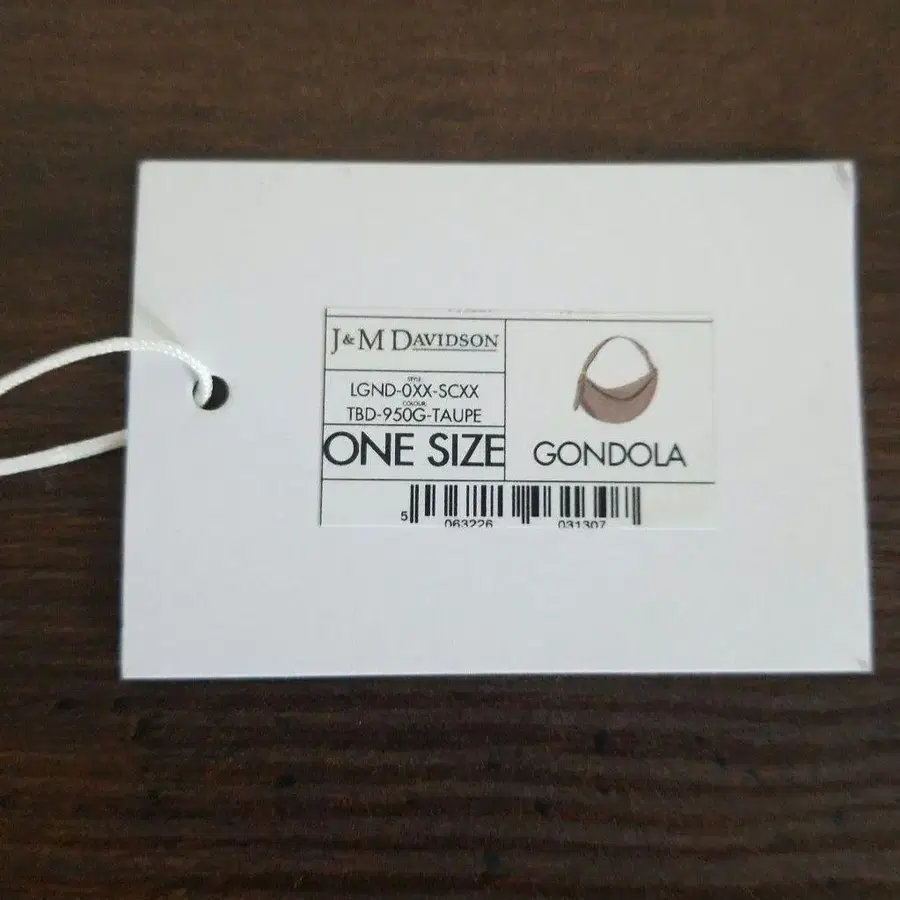 J&M DAVIDSON
STYLE:
LGND-0XX-SCXX
COLOUR:
TBD-950G-TAUPE
ONE SIZE
GONDOLA
5 063226 031307